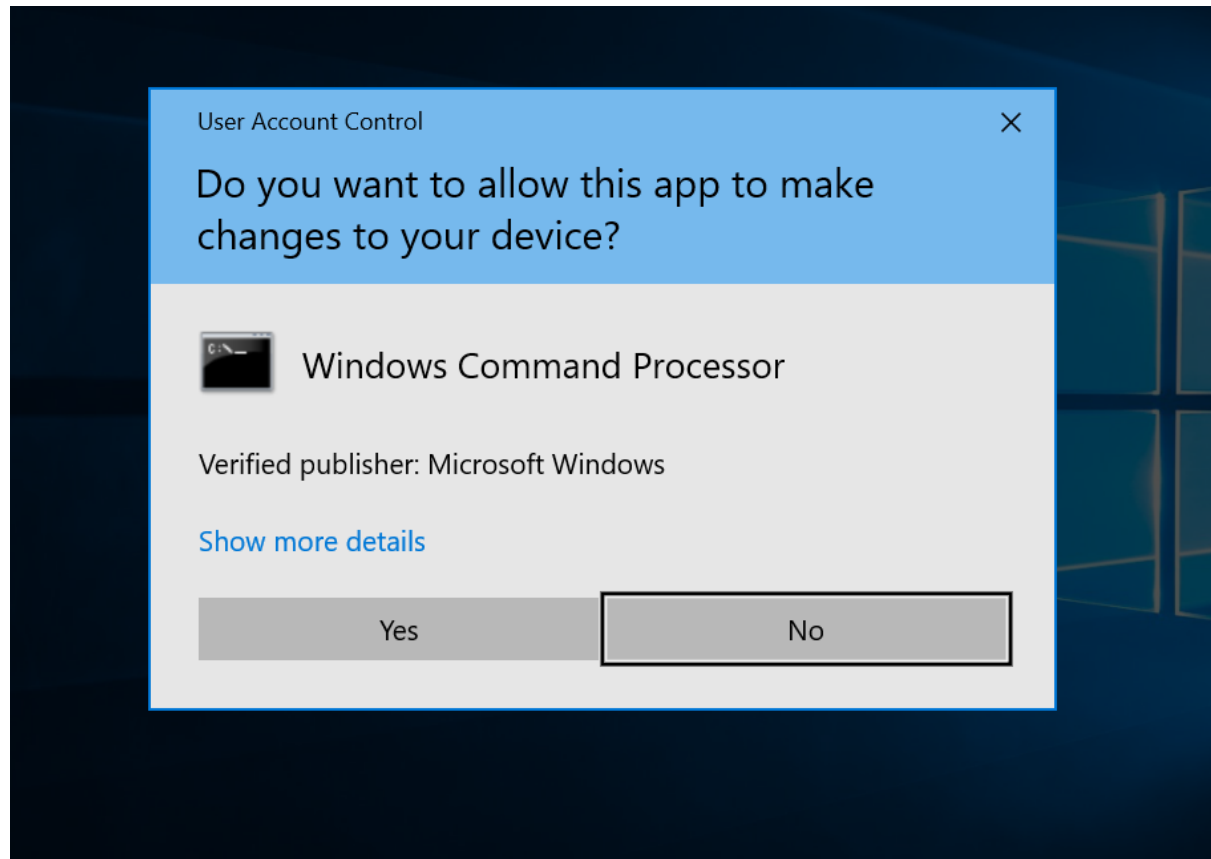 User Account Control
Do you want to allow this app to make
changes to your device?
C:\_
Windows Command Processor
Verified publisher: Microsoft Windows
Show more details
Yes
No